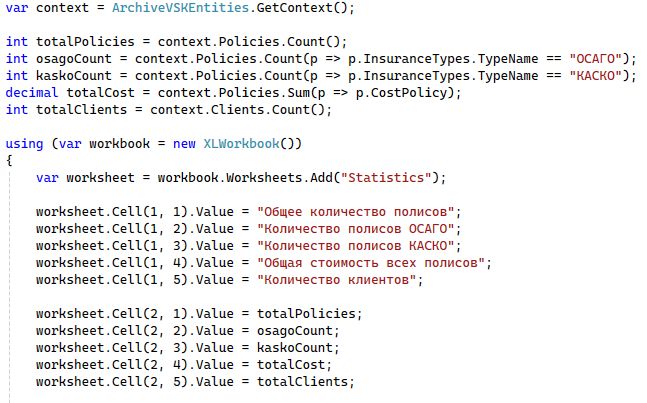 var context = ArchiveVSKEntities.GetContext();
int totalPolicies = context.Policies.Count();
int osagoCount = context.Policies.Count(p => p.InsuranceTypes.TypeName == "ОСАГО");
int kaskoCount = context.Policies.Count(p => p.InsuranceTypes.TypeName == "КАСКО");
decimal totalCost = context.Policies.Sum(p => p.CostPolicy);
int totalClients = context.Clients.Count();
using (var workbook = new XLWorkbook())
{
var worksheet = workbook.Worksheets.Add("Statistics");
worksheet.Cell(1, 1).Value = "Общее количество полисов";
worksheet.Cell(1, 2).Value = "Количество полисов ОСАГО";
worksheet.Cell(1, 3).Value = "Количество полисов КАСКО";
worksheet.Cell(1, 4).Value = "Общая стоимость всех полисов";
worksheet.Cell(1, 5).Value = "Количество клиентов";
worksheet.Cell(2, 1).Value = totalPolicies;
worksheet.Cell(2, 2).Value = osagoCount;
worksheet.Cell(2, 3).Value = kaskoCount;
worksheet.Cell(2, 4).Value = totalCost;
worksheet.Cell(2, 5).Value = totalClients;